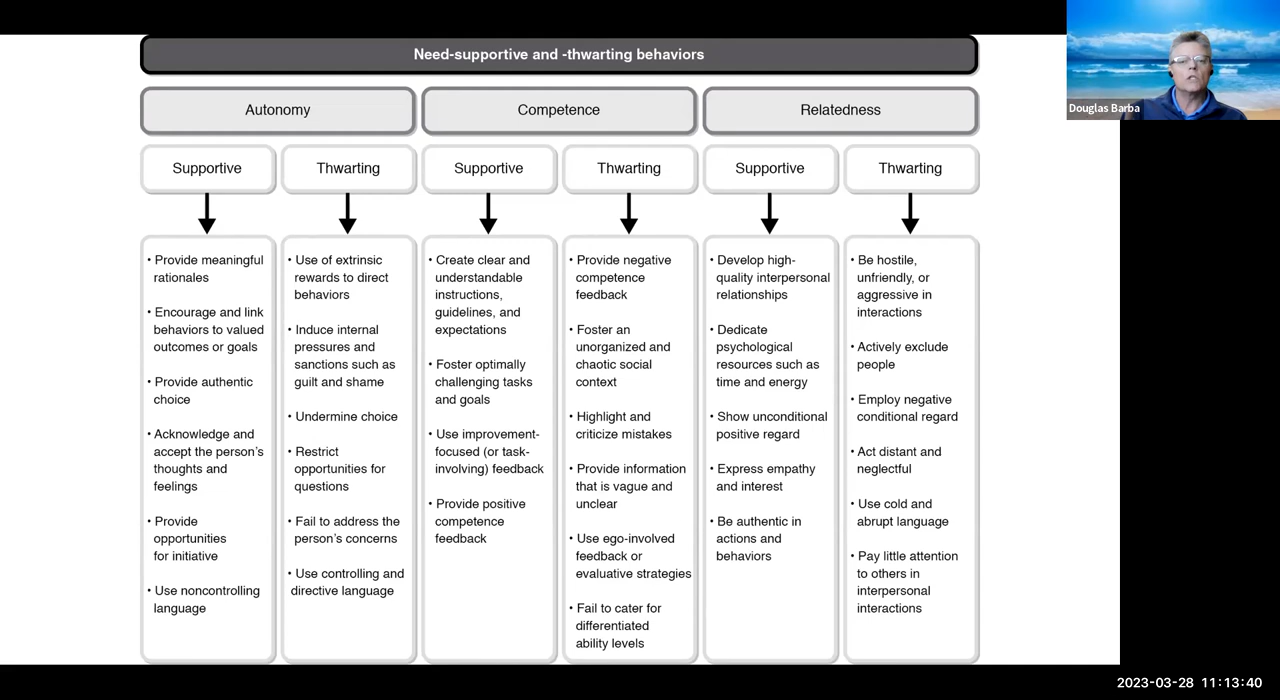 Need-supportive and -thwarting behaviors
Autonomy
Competence
Relatedness
Supportive
Thwarting
Supportive
Thwarting
Supportive
Thwarting
• Provide meaningful
rationales
• Encourage and link
behaviors to valued
outcomes or goals
• Provide authentic
choice
• Acknowledge and
accept the person’s
thoughts and
feelings
• Provide
opportunities
for initiative
• Use noncontrolling
language
• Use of extrinsic
rewards to direct
behaviors
• Induce internal
pressures and
sanctions such as
guilt and shame
• Undermine choice
• Restrict
opportunities for
questions
• Fail to address the
person’s concerns
• Use controlling and
directive language
• Create clear and
understandable
instructions,
guidelines, and
expectations
• Foster optimally
challenging tasks
and goals
• Use improvement-
focused (or task-
involving) feedback
• Provide positive
competence
feedback
• Provide negative
competence
feedback
• Foster an
unorganized and
chaotic social
context
• Highlight and
criticize mistakes
• Provide information
that is vague and
unclear
• Use ego-involved
feedback or
evaluative strategies
• Fail to cater for
differentiated
ability levels
• Develop high-
quality interpersonal
relationships
• Dedicate
psychological
resources such as
time and energy
• Show unconditional
positive regard
• Express empathy
and interest
• Be authentic in
actions and
behaviors
• Be hostile,
unfriendly, or
aggressive in
interactions
• Actively exclude
people
• Employ negative
conditional regard
• Act distant and
neglectful
• Use cold and
abrupt language
• Pay little attention
to others in
interpersonal
interactions
Douglas Barba
2023-03-28 11:13:40